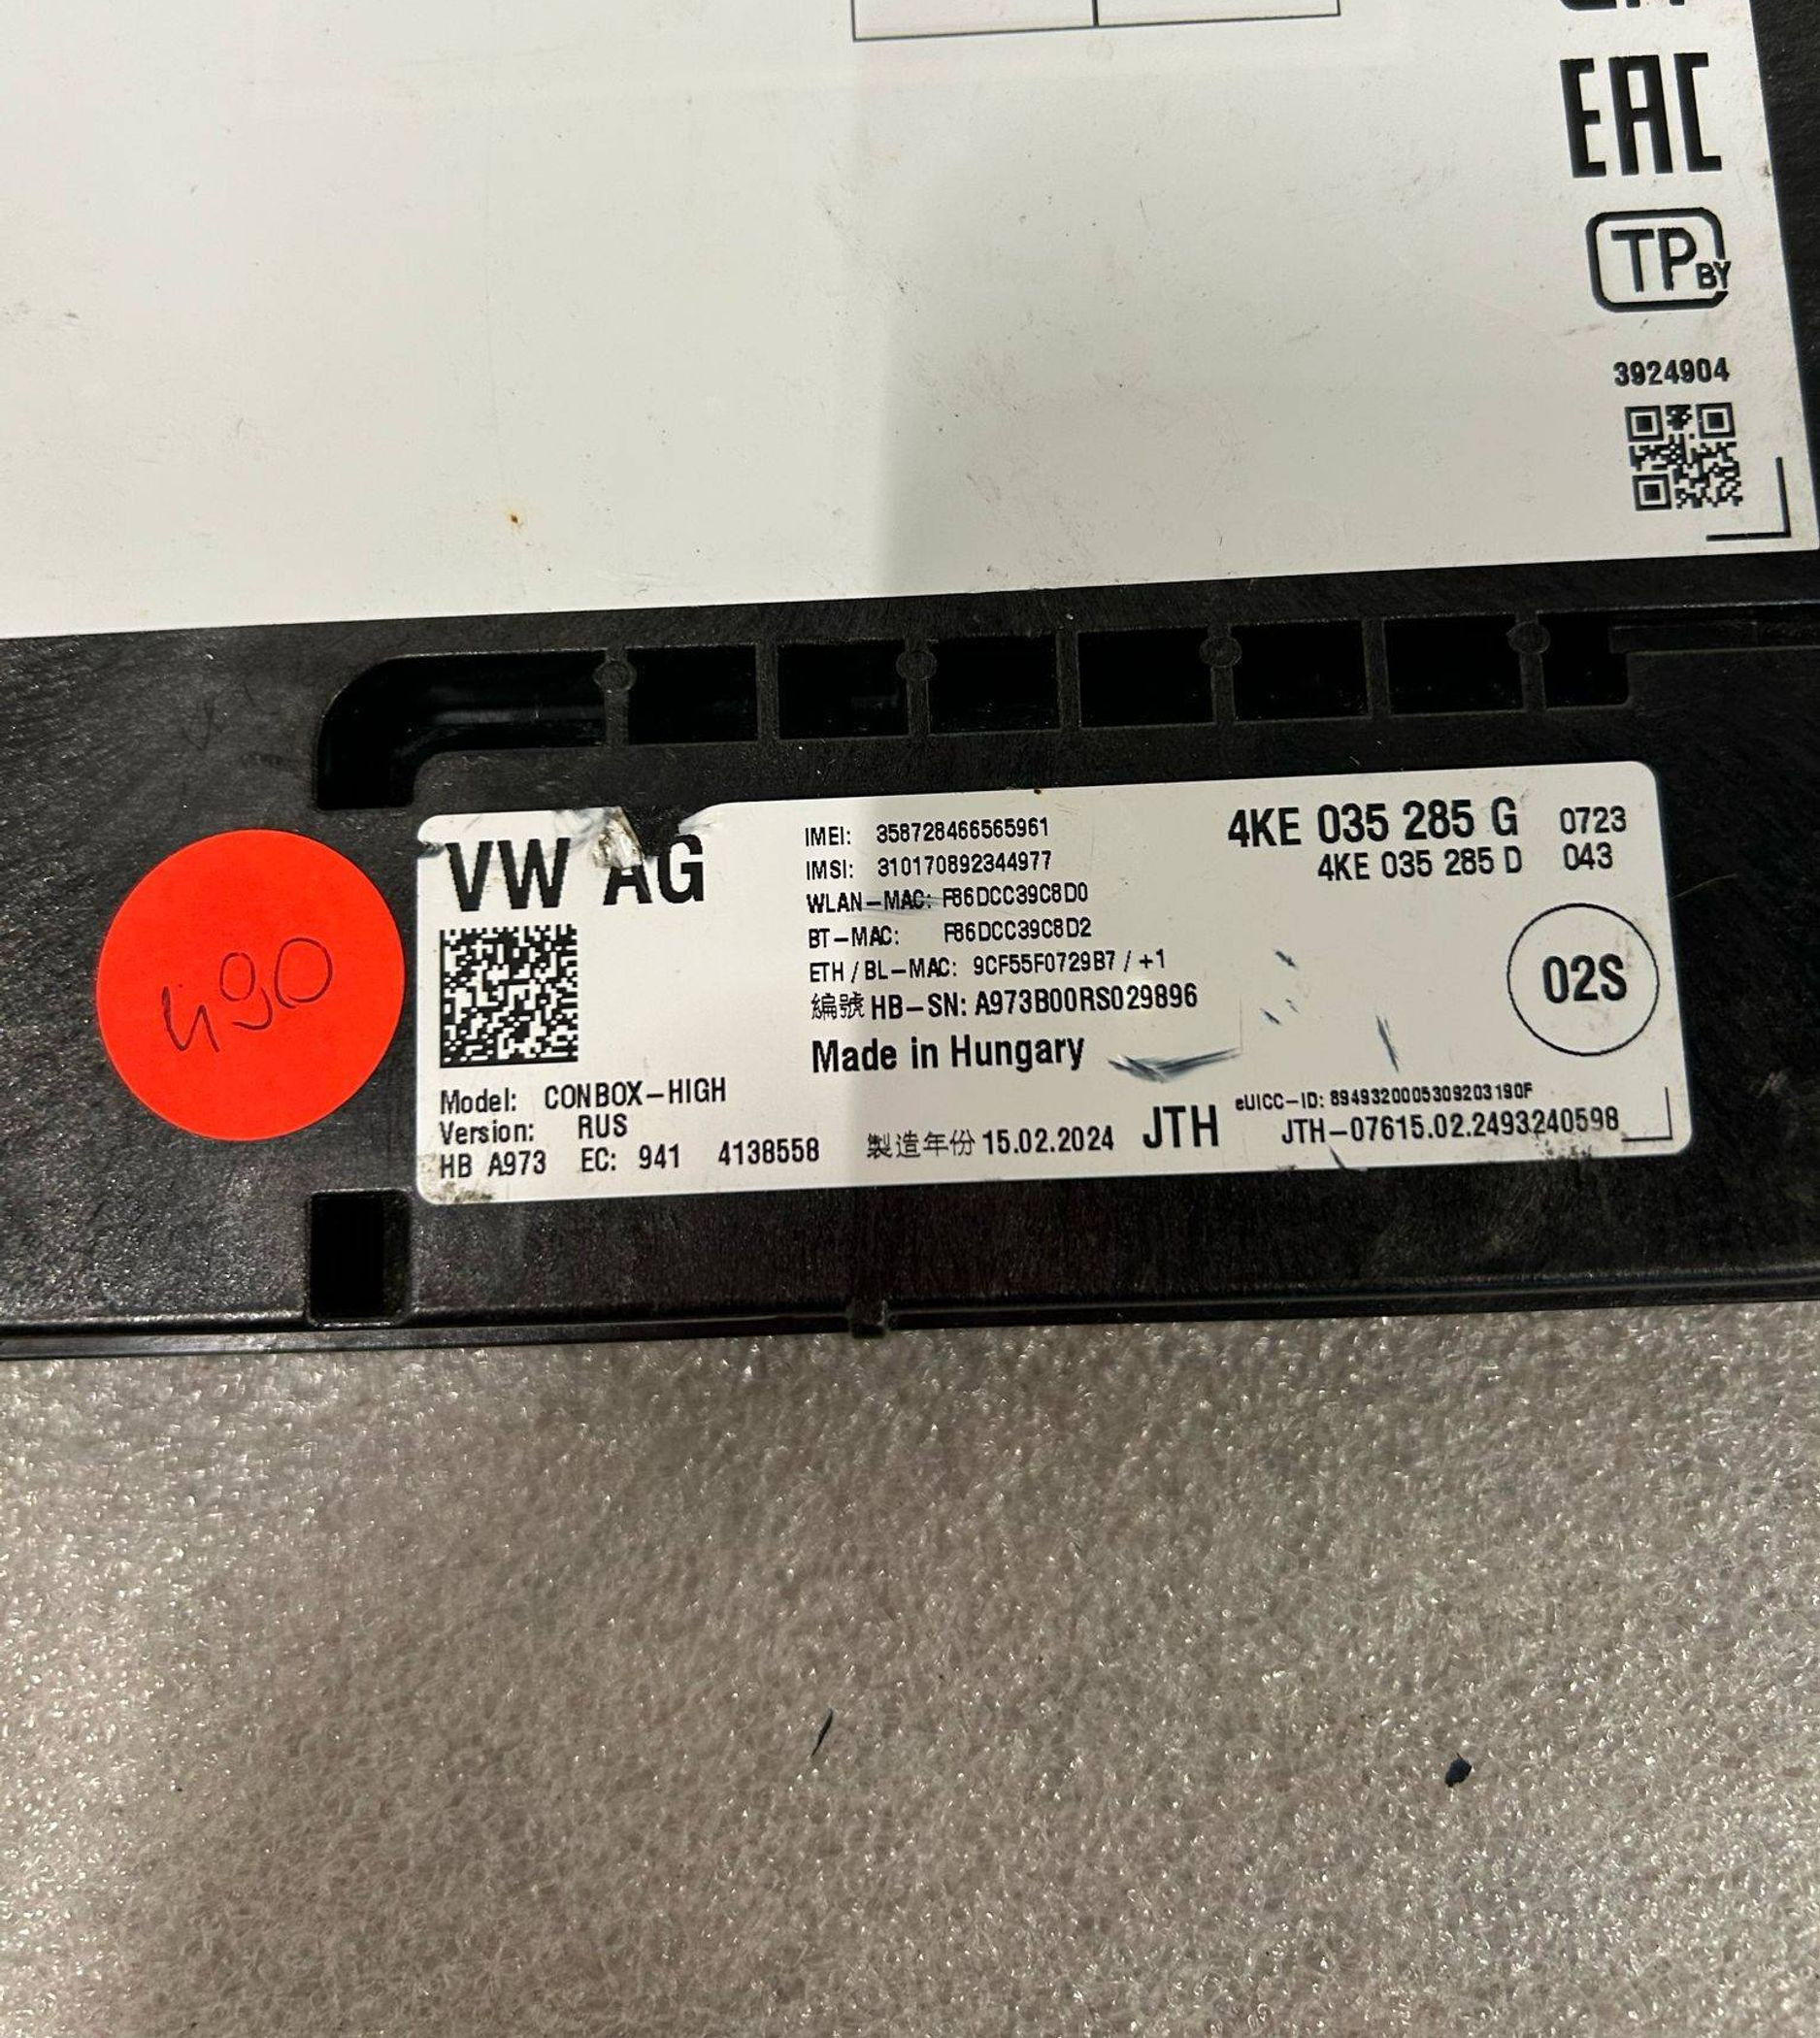 EAC
TP BY
3924904
490
VW AG
IMEI: 358728466565961
IMSI: 310170892344977
WLAN-MAC: F86DCC39C8D0
BT-MAC: F86DCC39C8D2
ETH / BL-MAC: 9CF55F0729B7 / +1
編號 HB-SN: A973B00RS029896
Made in Hungary
4KE 035 285 G 0723
4KE 035 285 D 043
02S
Model: CONBOX-HIGH
Version: RUS
HB A973 EC: 941 4138558
製造年份 15.02.2024
JTH
eUICC-ID: 8949320005309203190F
JTH-07615.02.2493240598